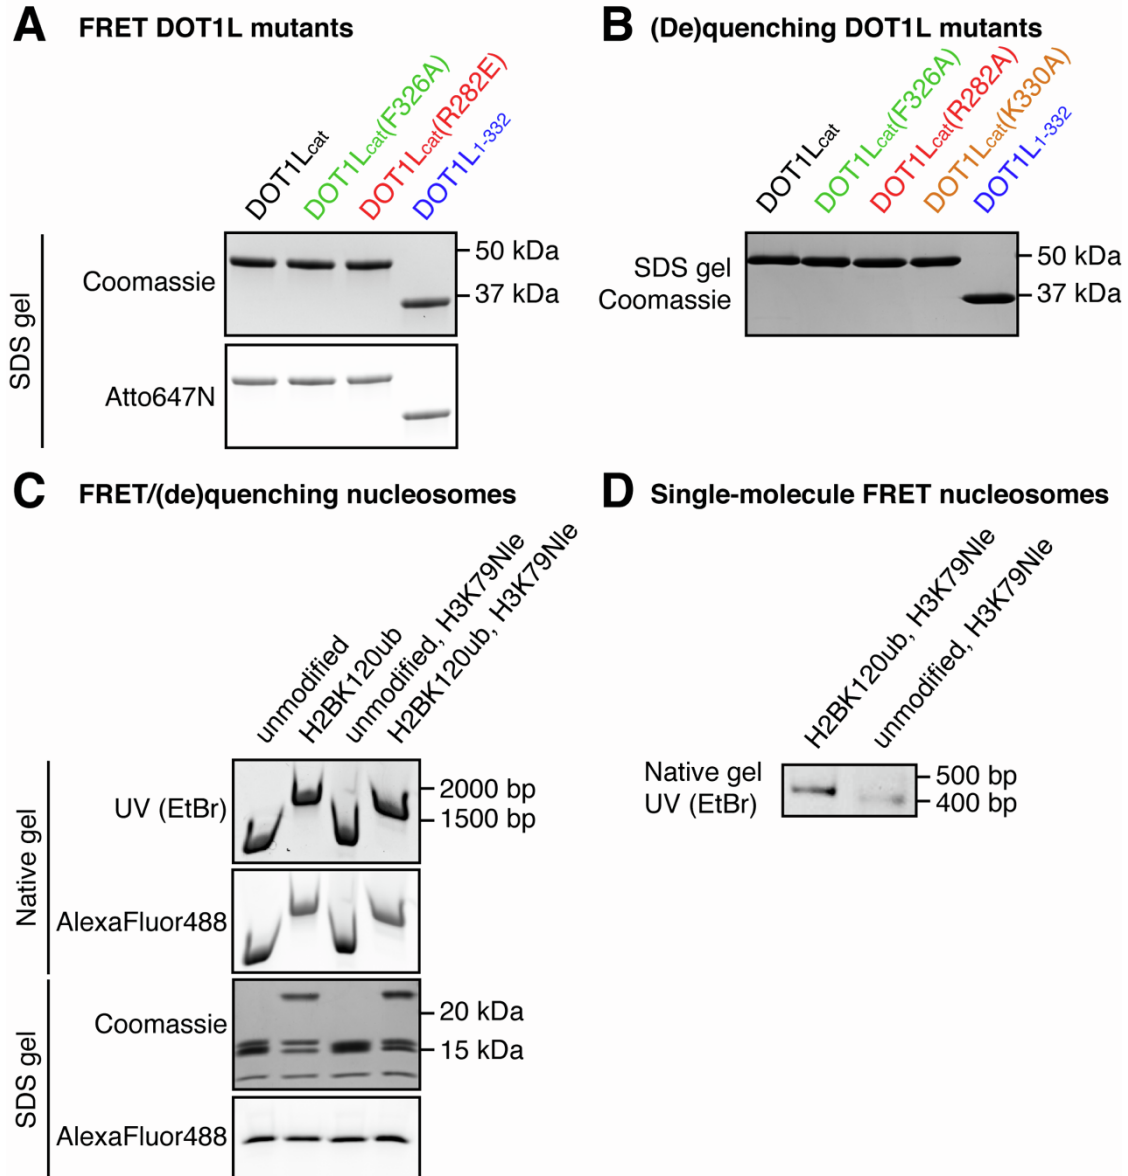 A FRET DOT1L mutants
DOT1Lcat
DOT1Lcat(F326A)
DOT1Lcat(R282E)
DOT1L1-332
SDS gel
Coomassie
50 kDa
37 kDa
Atto647N
B (De)quenching DOT1L mutants
DOT1Lcat
DOT1Lcat(F326A)
DOT1Lcat(R282A)
DOT1Lcat(K330A)
DOT1L1-332
SDS gel
Coomassie
50 kDa
37 kDa
C FRET/(de)quenching nucleosomes
unmodified
H2BK120ub
unmodified, H3K79Nle
H2BK120ub, H3K79Nle
Native gel
UV (EtBr)
2000 bp
1500 bp
AlexaFluor488
SDS gel
Coomassie
20 kDa
15 kDa
AlexaFluor488
D Single-molecule FRET nucleosomes
H2BK120ub, H3K79Nle
unmodified, H3K79Nle
Native gel
UV (EtBr)
500 bp
400 bp